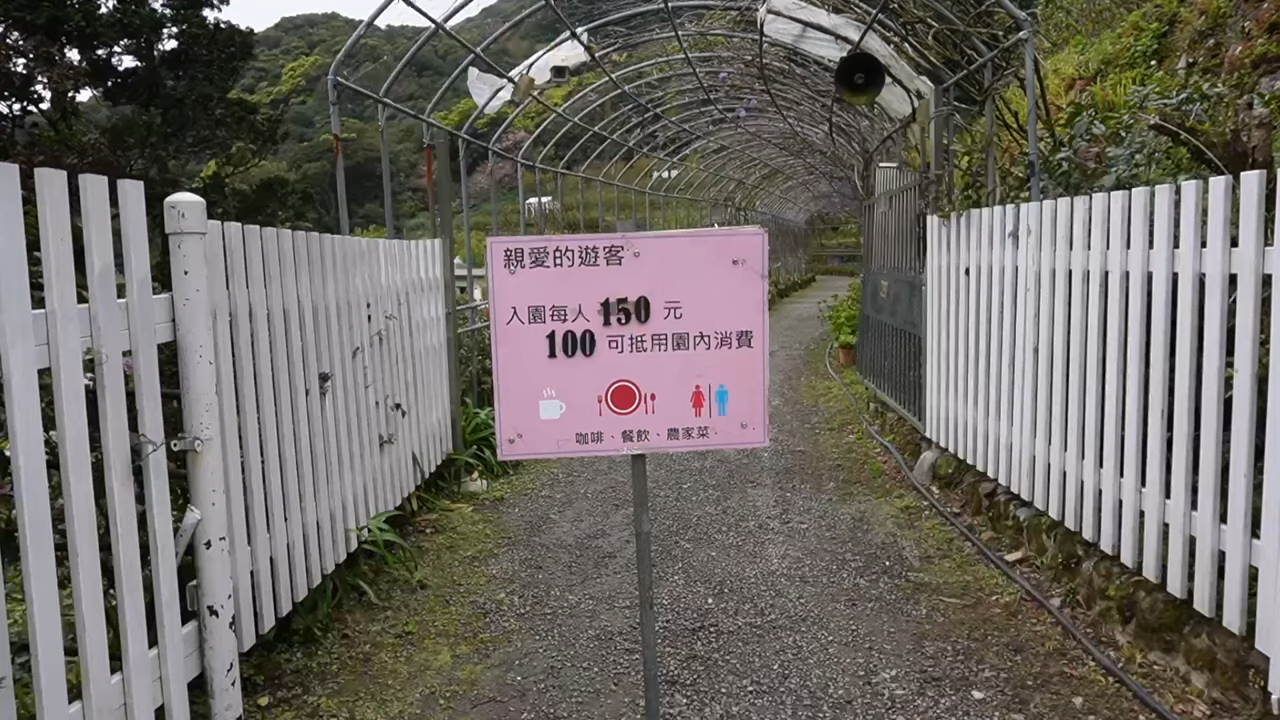 親愛的遊客
入園每人 150 元
100 可抵用園內消費
咖啡、餐飲、農家菜